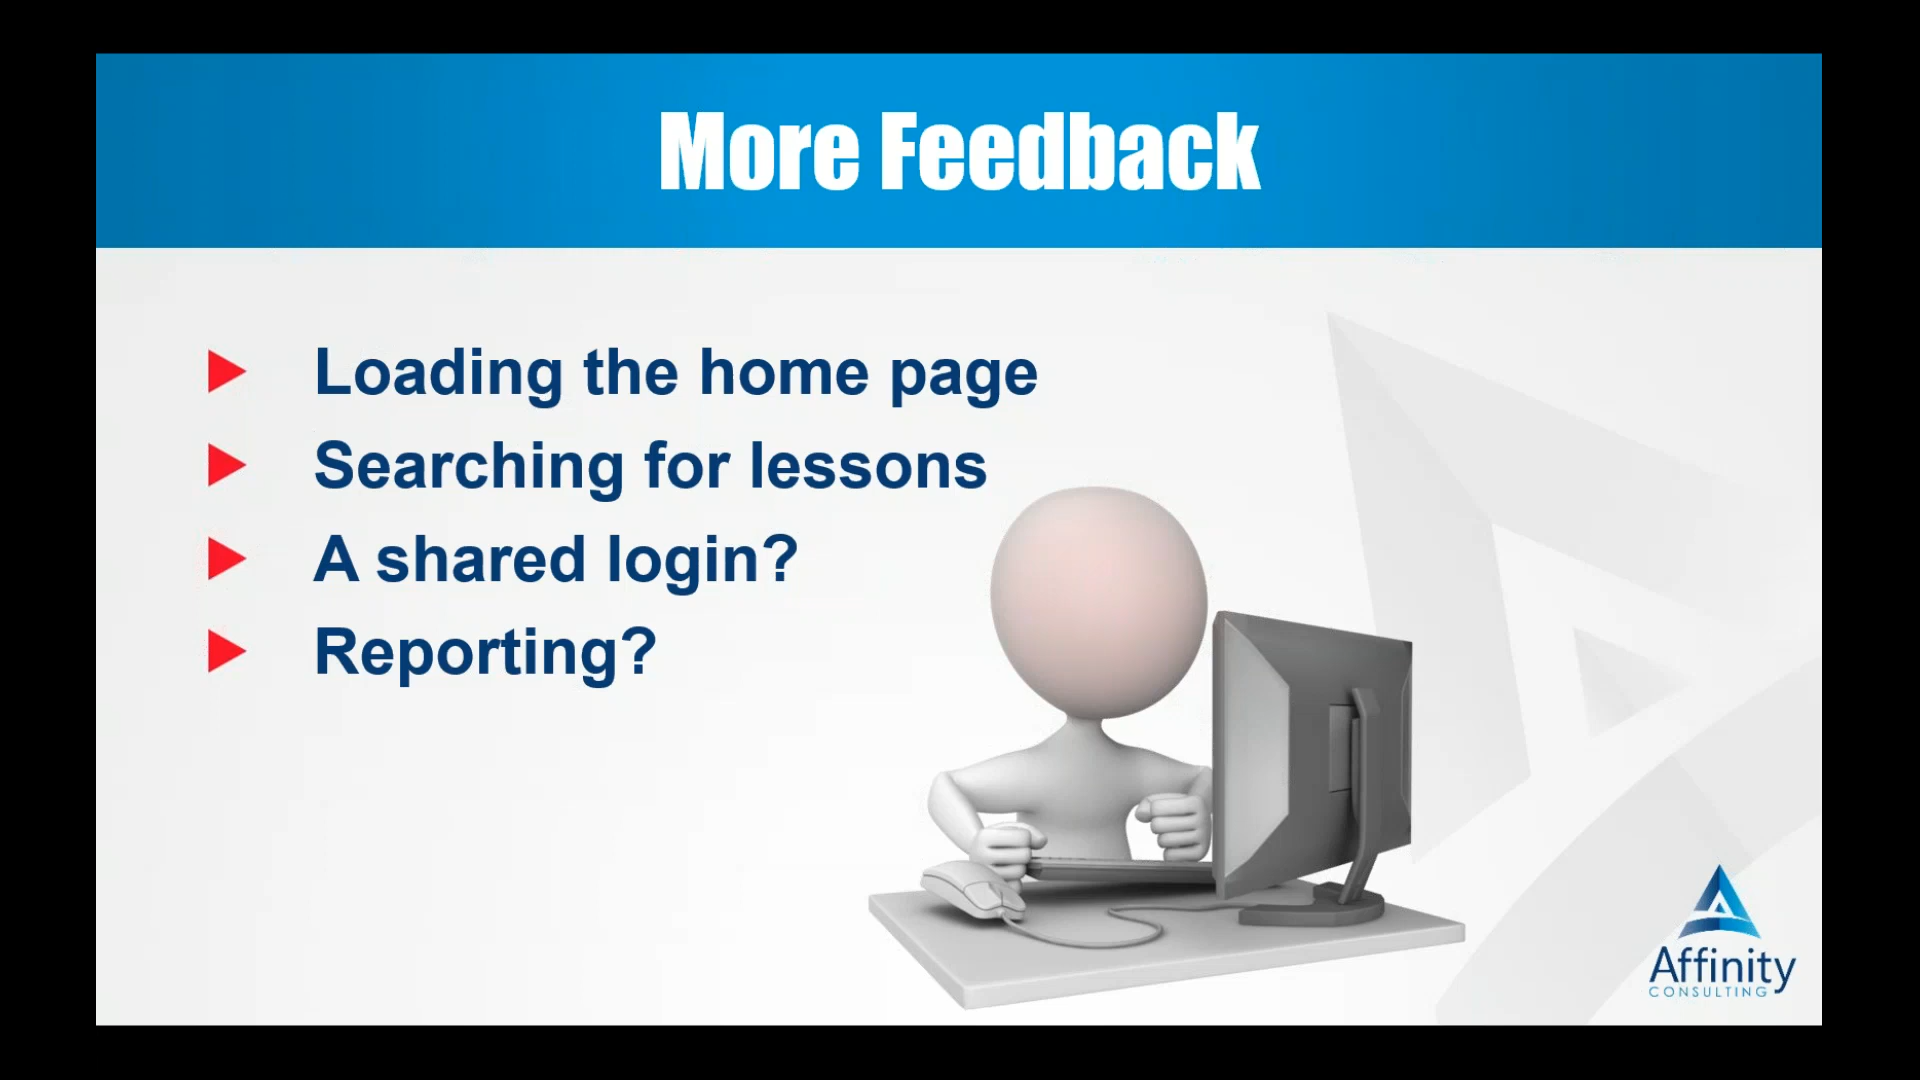 More Feedback
Loading the home page
Searching for lessons
A shared login?
Reporting?
Affinity
CONSULTING